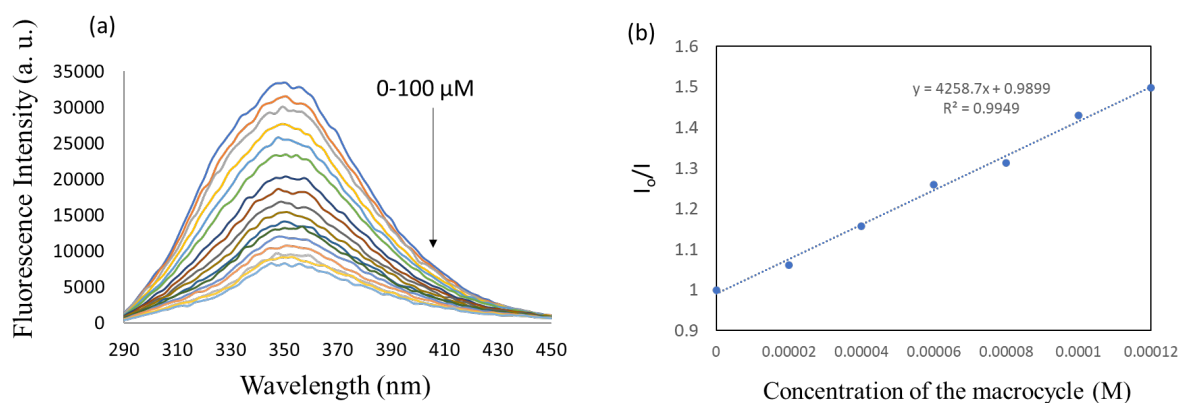 (a)
Fluorescence Intensity (a. u.)
35000
30000
25000
20000
15000
10000
5000
0
0-100 µM
290 310 330 350 370 390 410 430 450
Wavelength (nm)
(b)
I₀/I
1.6
1.5
1.4
1.3
1.2
1.1
1
0.9
y = 4258.7x + 0.9899
R² = 0.9949
0 0.00002 0.00004 0.00006 0.00008 0.0001 0.00012
Concentration of the macrocycle (M)